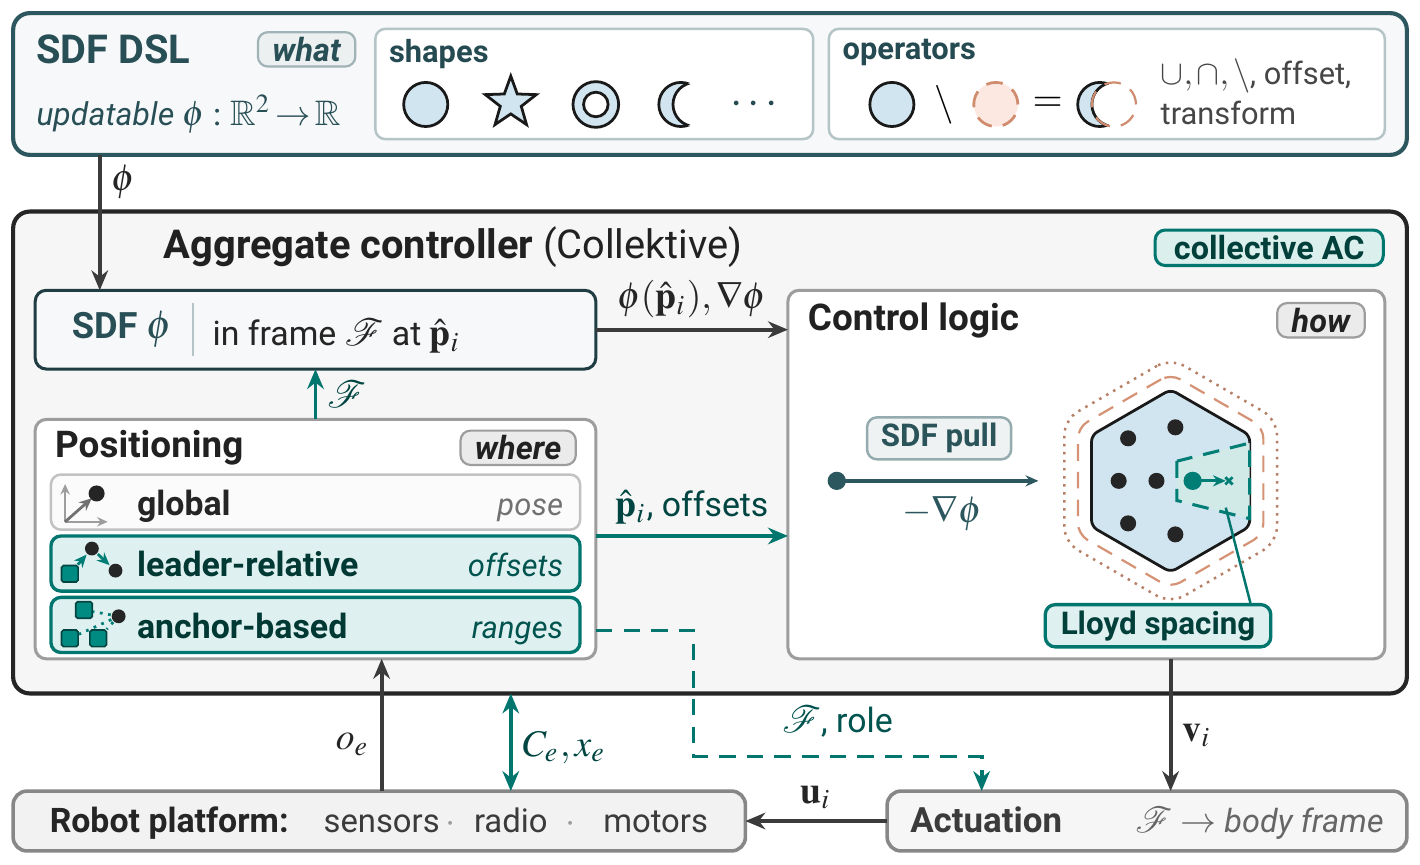 SDF DSL
what
updatable ϕ : ℝ² → ℝ
shapes
···
operators
\ =
∪, ∩, \, offset,
transform
ϕ
Aggregate controller (Collektive)
collective AC
SDF ϕ
in frame ℱ at p̂ᵢ
ϕ(p̂ᵢ), ∇ϕ
Control logic
how
ℱ
Positioning
where
global
pose
leader-relative
offsets
anchor-based
ranges
p̂ᵢ, offsets
SDF pull
−∇ϕ
Lloyd spacing
ℱ, role
oₑ
Cₑ, xₑ
vᵢ
uᵢ
Robot platform: sensors · radio · motors
Actuation
ℱ → body frame